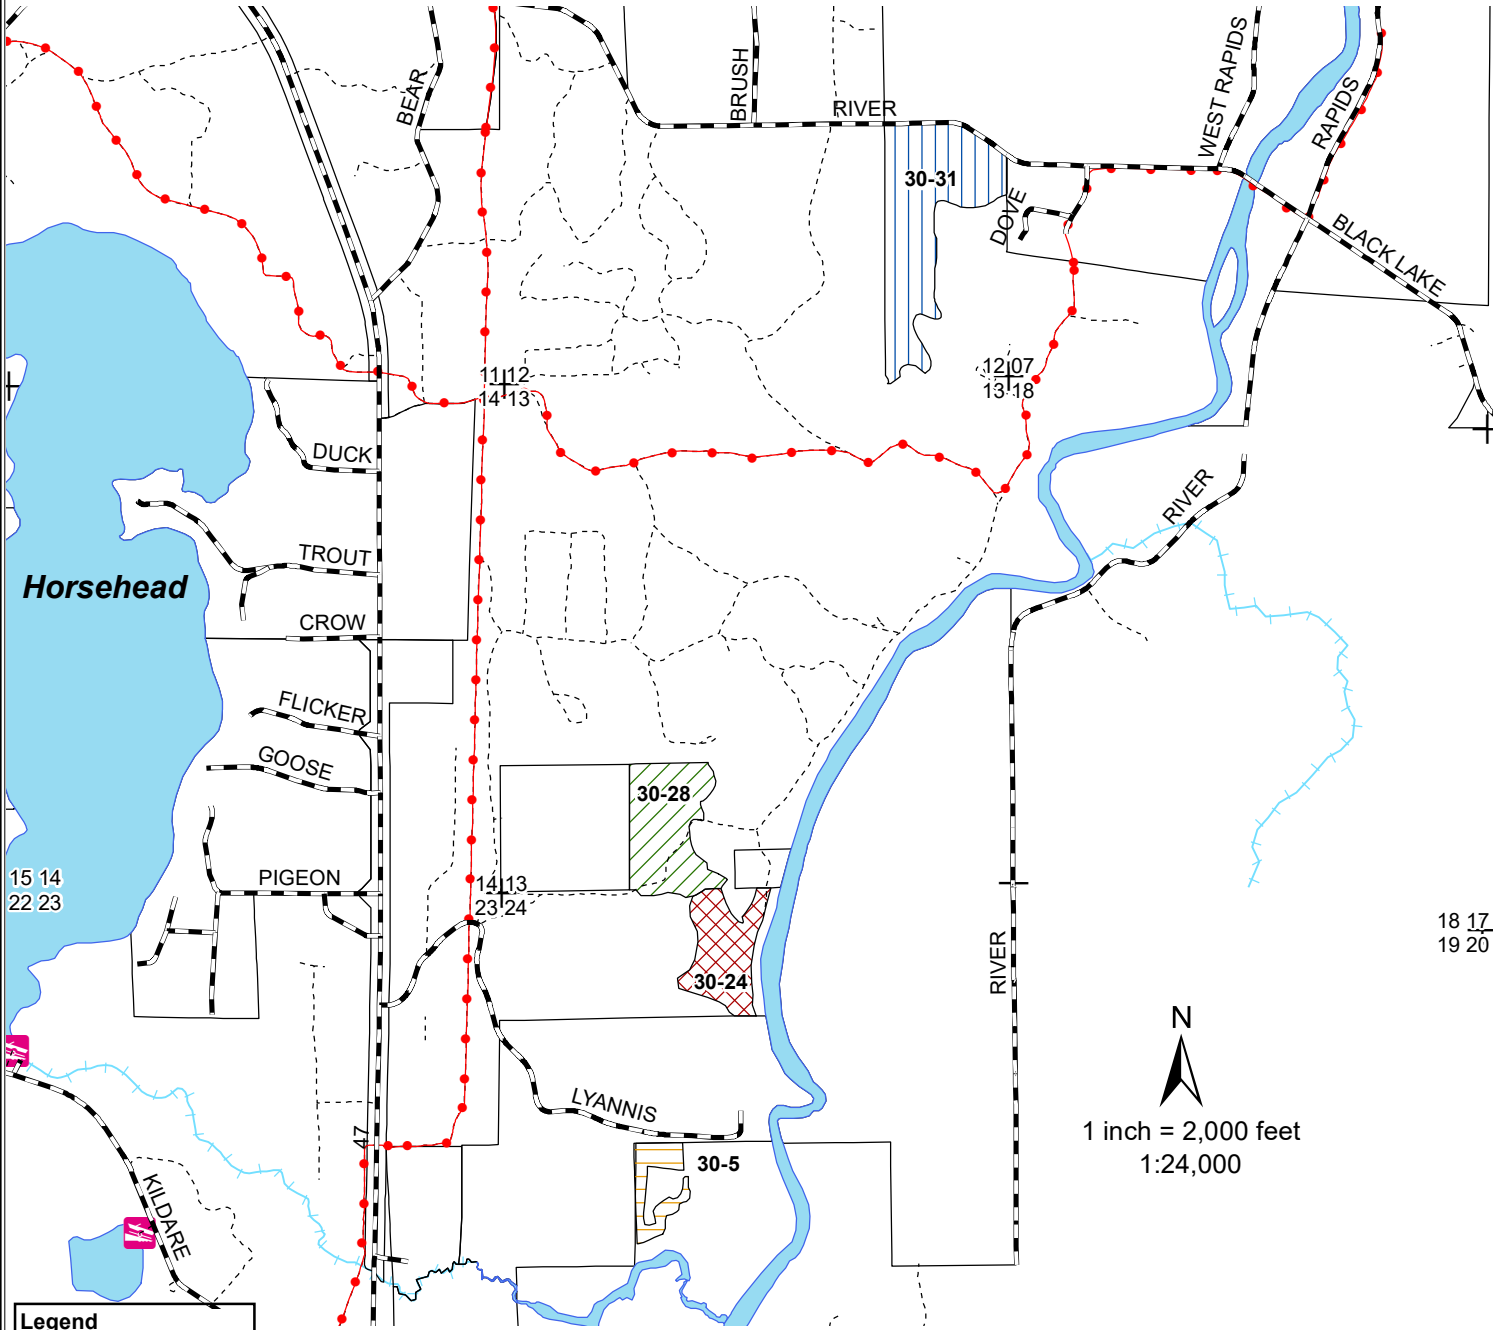 BEAR
BRUSH
RIVER
WEST RAPIDS
RAPIDS
30-31
DOVE
BLACK LAKE
11 12
14 13
12 07
13 18
DUCK
RIVER
TROUT
Horsehead
CROW
FLICKER
GOOSE
30-28
15 14
22 23
PIGEON
14 13
23 24
18 17
19 20
RIVER
30-24
N
LYANNIS
1 inch = 2,000 feet
1:24,000
47
30-5
KILDARE
Legend